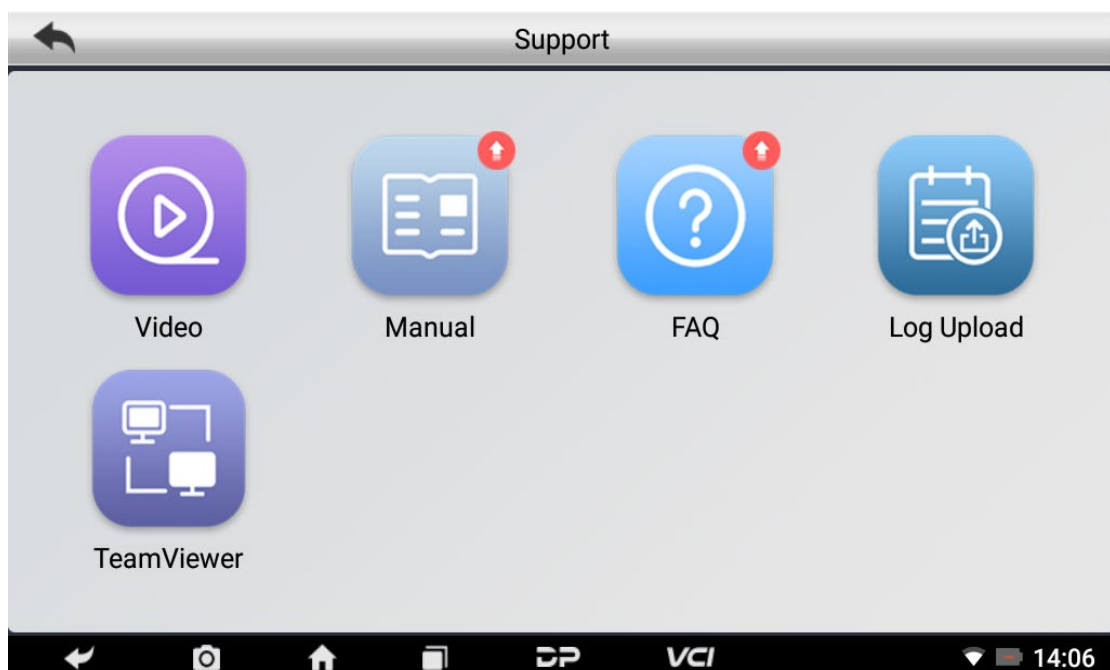 Support
Video
Manual
FAQ
Log Upload
TeamViewer
DP
VCI
14:06